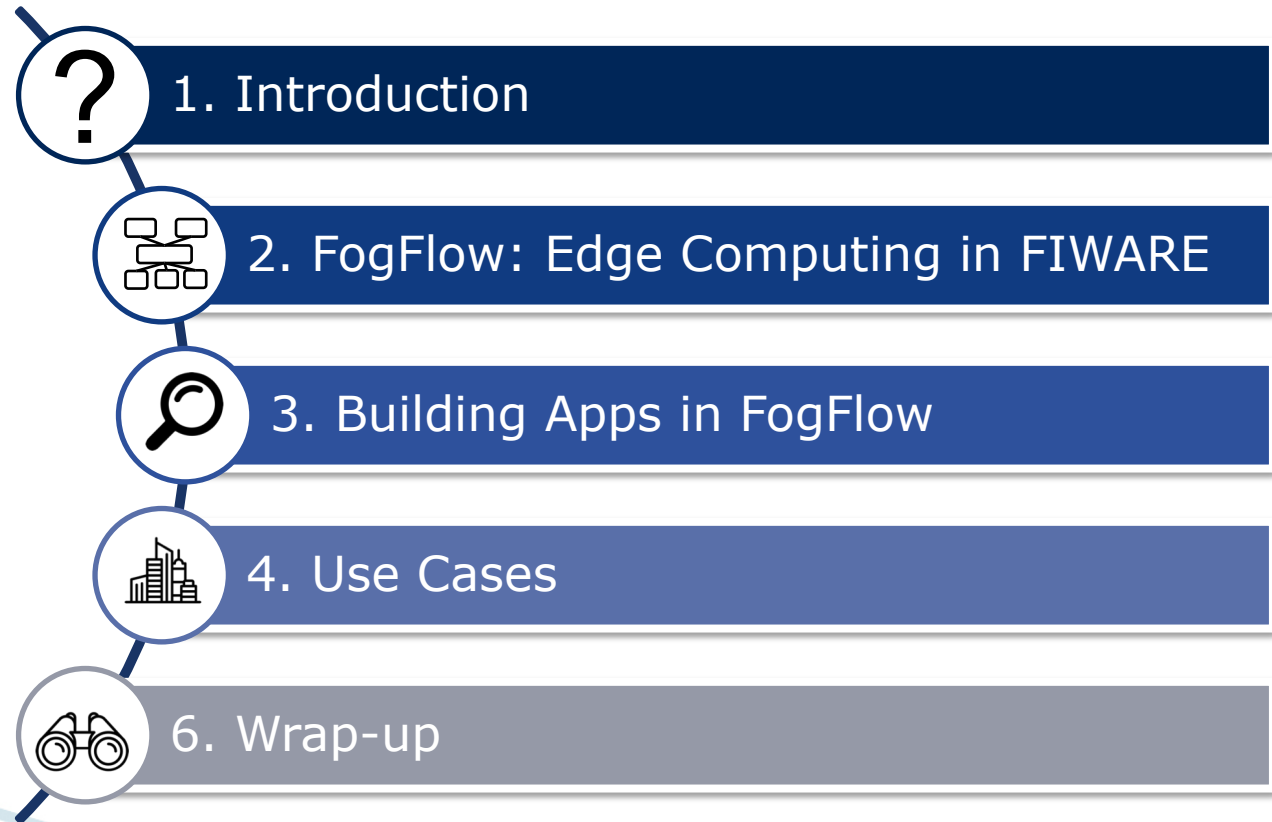 ?
1. Introduction
2. FogFlow: Edge Computing in FIWARE
3. Building Apps in FogFlow
4. Use Cases
6. Wrap-up